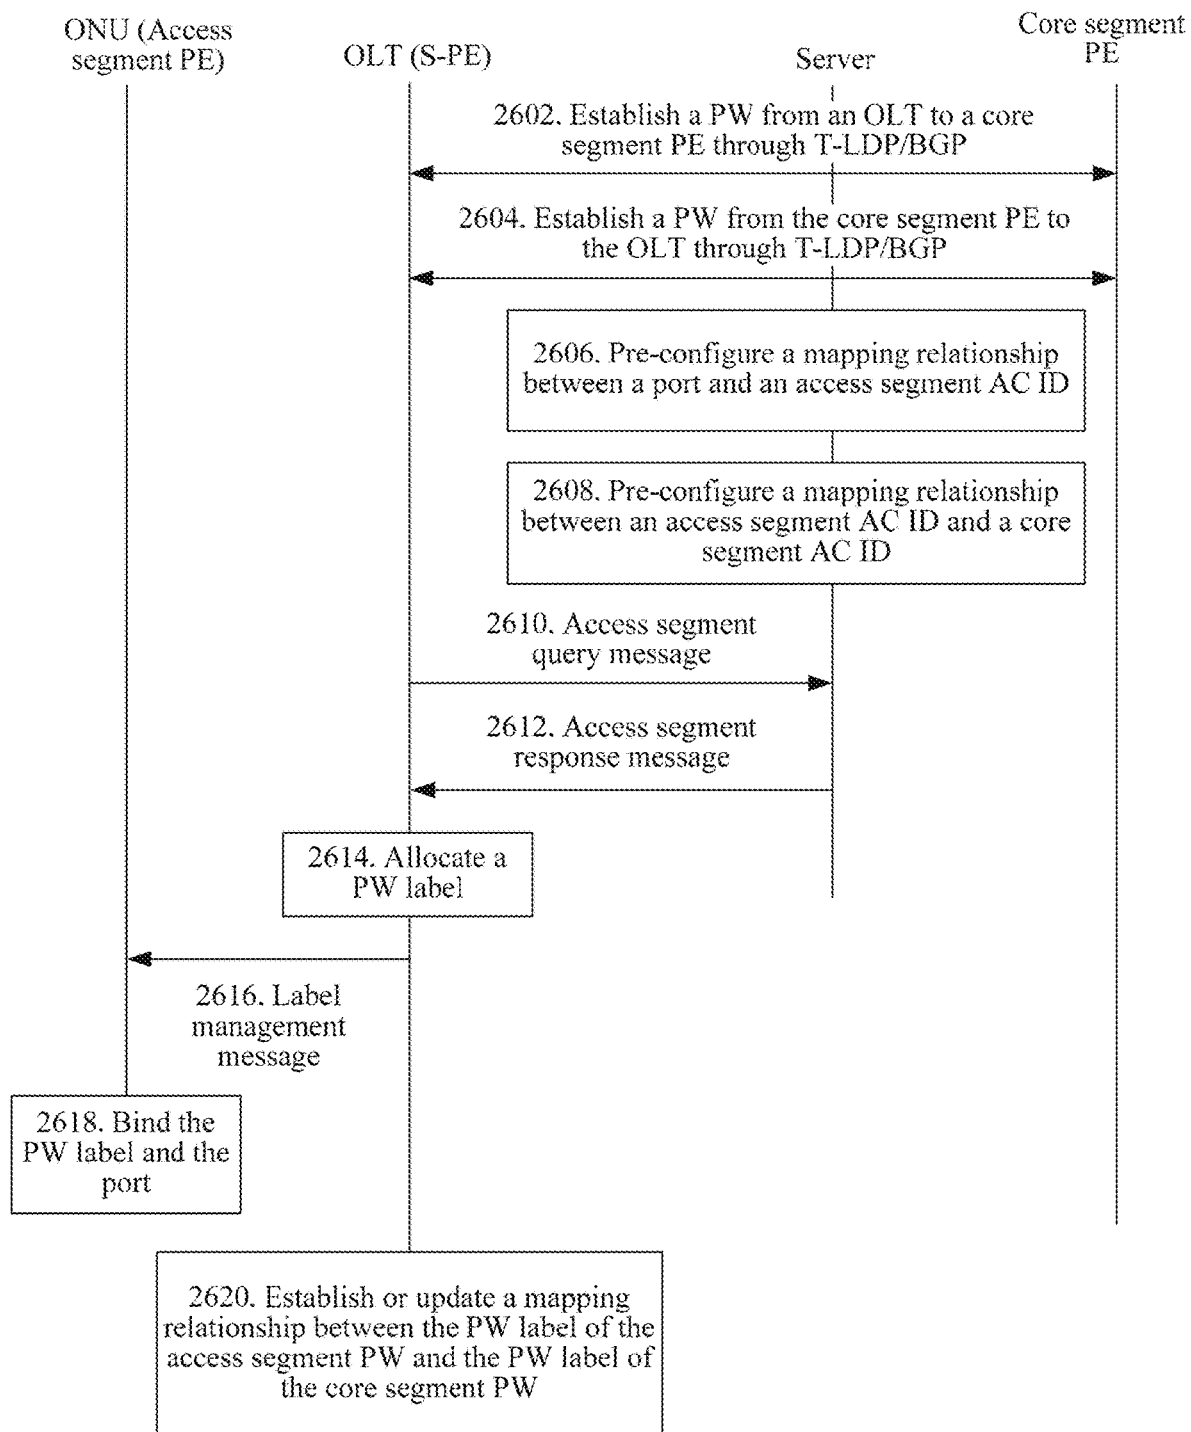 ONU (Access
segment PE)
OLT (S-PE)
Server
Core segment
PE
2602. Establish a PW from an OLT to a core
segment PE through T-LDP/BGP
2604. Establish a PW from the core segment PE to
the OLT through T-LDP/BGP
2606. Pre-configure a mapping relationship
between a port and an access segment AC ID
2608. Pre-configure a mapping relationship
between an access segment AC ID and a core
segment AC ID
2610. Access segment
query message
2612. Access segment
response message
2614. Allocate a
PW label
2616. Label
management
message
2618. Bind the
PW label and the
port
2620. Establish or update a mapping
relationship between the PW label of the
access segment PW and the PW label of
the core segment PW